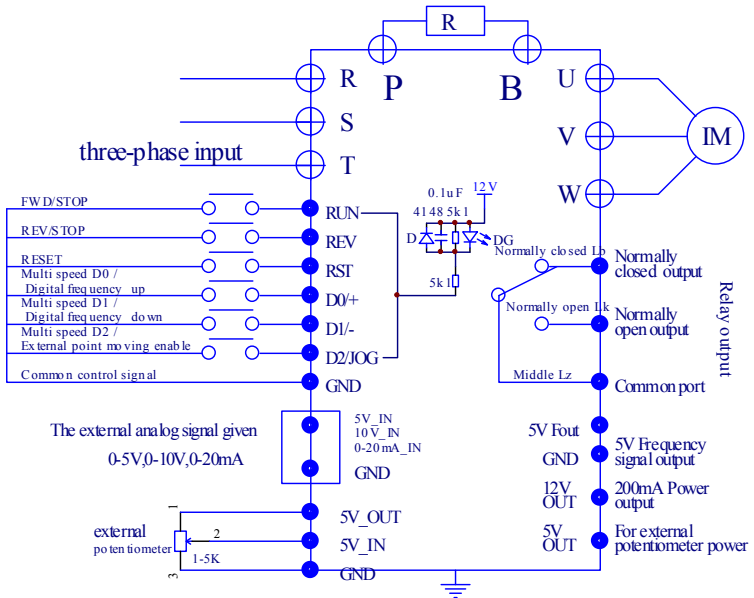 R
P
B
R
S
T
three-phase input
U
V
W
IM
FWD/STOP
REV/STOP
RESET
Multi speed D0 /
Digital frequency up
Multi speed D1 /
Digital frequency down
Multi speed D2 /
External point moving enable
Common control signal
RUN
REV
RST
D0/+
D1/-
D2/JOG
GND
0.1uF
12V
4148
5k1
D
DG
5k1
Normally closed Lb
Normally open Lk
Middle Lz
Normally
closed output
Normally
open output
Common port
Relay output
The external analog signal given
0-5V,0-10V,0-20mA
5V_IN
10V_IN
0-20mA_IN
GND
5V Fout
GND
5V Frequency
signal output
12V
OUT
200mA Power
output
5V
OUT
For external
potentiometer power
external
potentiometer
1
2
3
1-5K
5V_OUT
5V_IN
GND